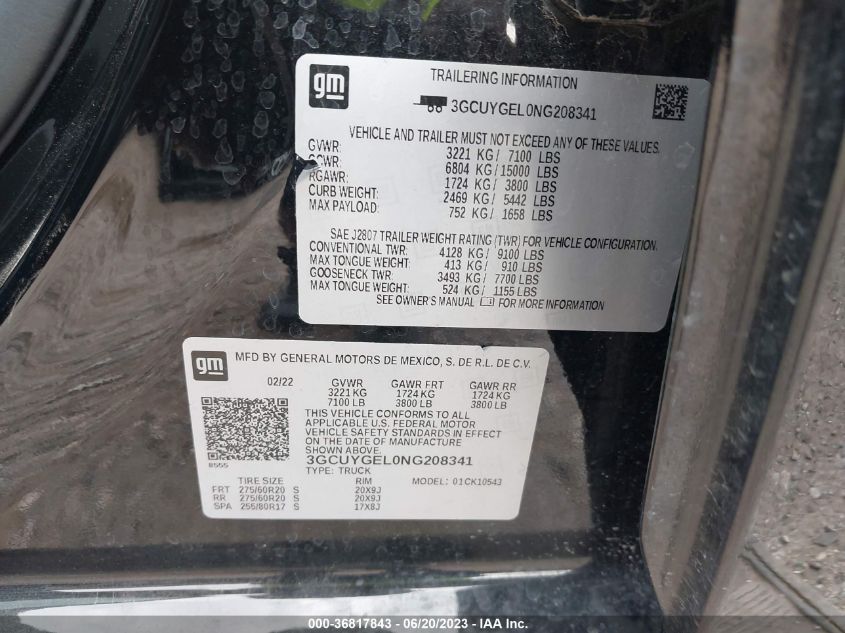 gm
TRAILERING INFORMATION
3GCUYGEL0NG208341
VEHICLE AND TRAILER MUST NOT EXCEED ANY OF THESE VALUES.
GVWR: 3221 KG / 7100 LBS
GCWR: 6804 KG / 15000 LBS
RGAWR: 1724 KG / 3800 LBS
CURB WEIGHT: 2469 KG / 5442 LBS
MAX PAYLOAD: 752 KG / 1658 LBS
SAE J2807 TRAILER WEIGHT RATING (TWR) FOR VEHICLE CONFIGURATION.
CONVENTIONAL TWR: 4128 KG / 9100 LBS
MAX TONGUE WEIGHT: 413 KG / 910 LBS
GOOSENECK TWR: 3493 KG / 7700 LBS
MAX TONGUE WEIGHT: 524 KG / 1155 LBS
SEE OWNER'S MANUAL FOR MORE INFORMATION
gm
MFD BY GENERAL MOTORS DE MEXICO, S. DE R.L. DE C.V.
02/22 GVWR GAWR FRT GAWR RR
3221 KG 1724 KG 1724 KG
7100 LB 3800 LB 3800 LB
THIS VEHICLE CONFORMS TO ALL
APPLICABLE U.S. FEDERAL MOTOR
VEHICLE SAFETY STANDARDS IN EFFECT
ON THE DATE OF MANUFACTURE
SHOWN ABOVE.
8555 3GCUYGEL0NG208341
TYPE: TRUCK
TIRE SIZE RIM MODEL: 01CK10543
FRT 275/60R20 S 20X9J
RR 275/60R20 S 20X9J
SPA 255/80R17 S 17X8J
000-36817843 - 06/20/2023 - IAAI.COM